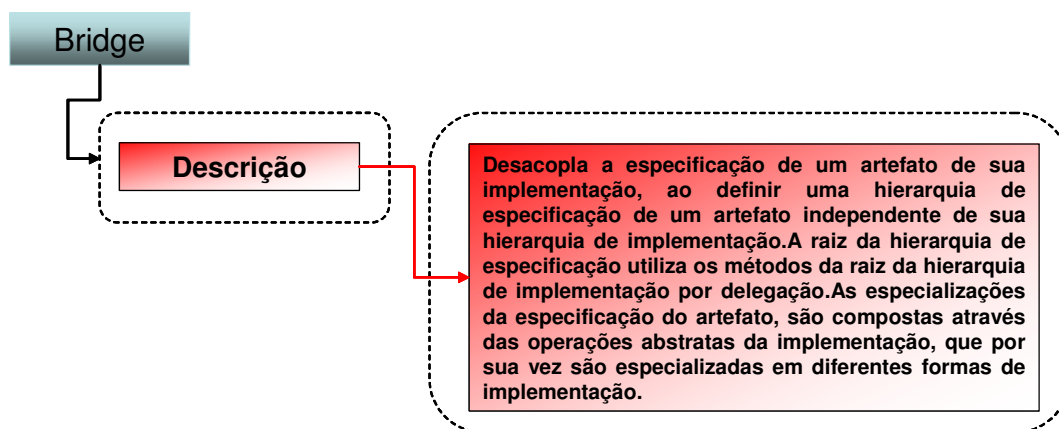 Bridge
Descrição
Desacopla a especificação de um artefato de sua
implementação, ao definir uma hierarquia de
especificação de um artefato independente de sua
hierarquia de implementação.A raiz da hierarquia de
especificação utiliza os métodos da raiz da hierarquia
de implementação por delegação.As especializações
da especificação do artefato, são compostas através
das operações abstratas da implementação, que por
sua vez são especializadas em diferentes formas de
implementação.